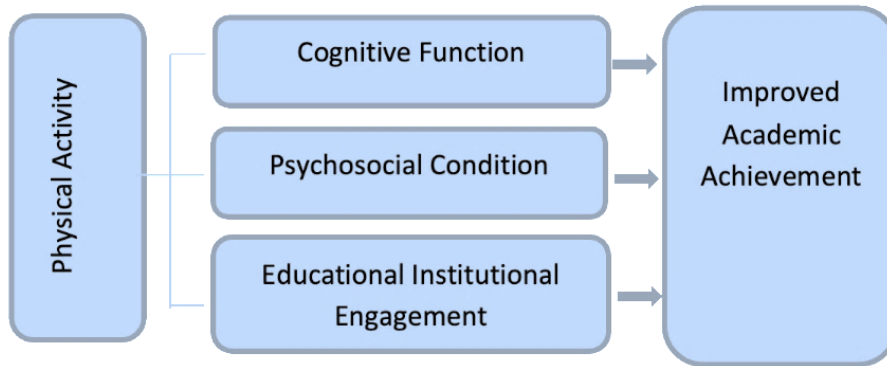 Physical Activity
Cognitive Function
Psychosocial Condition
Educational Institutional
Engagement
Improved
Academic
Achievement